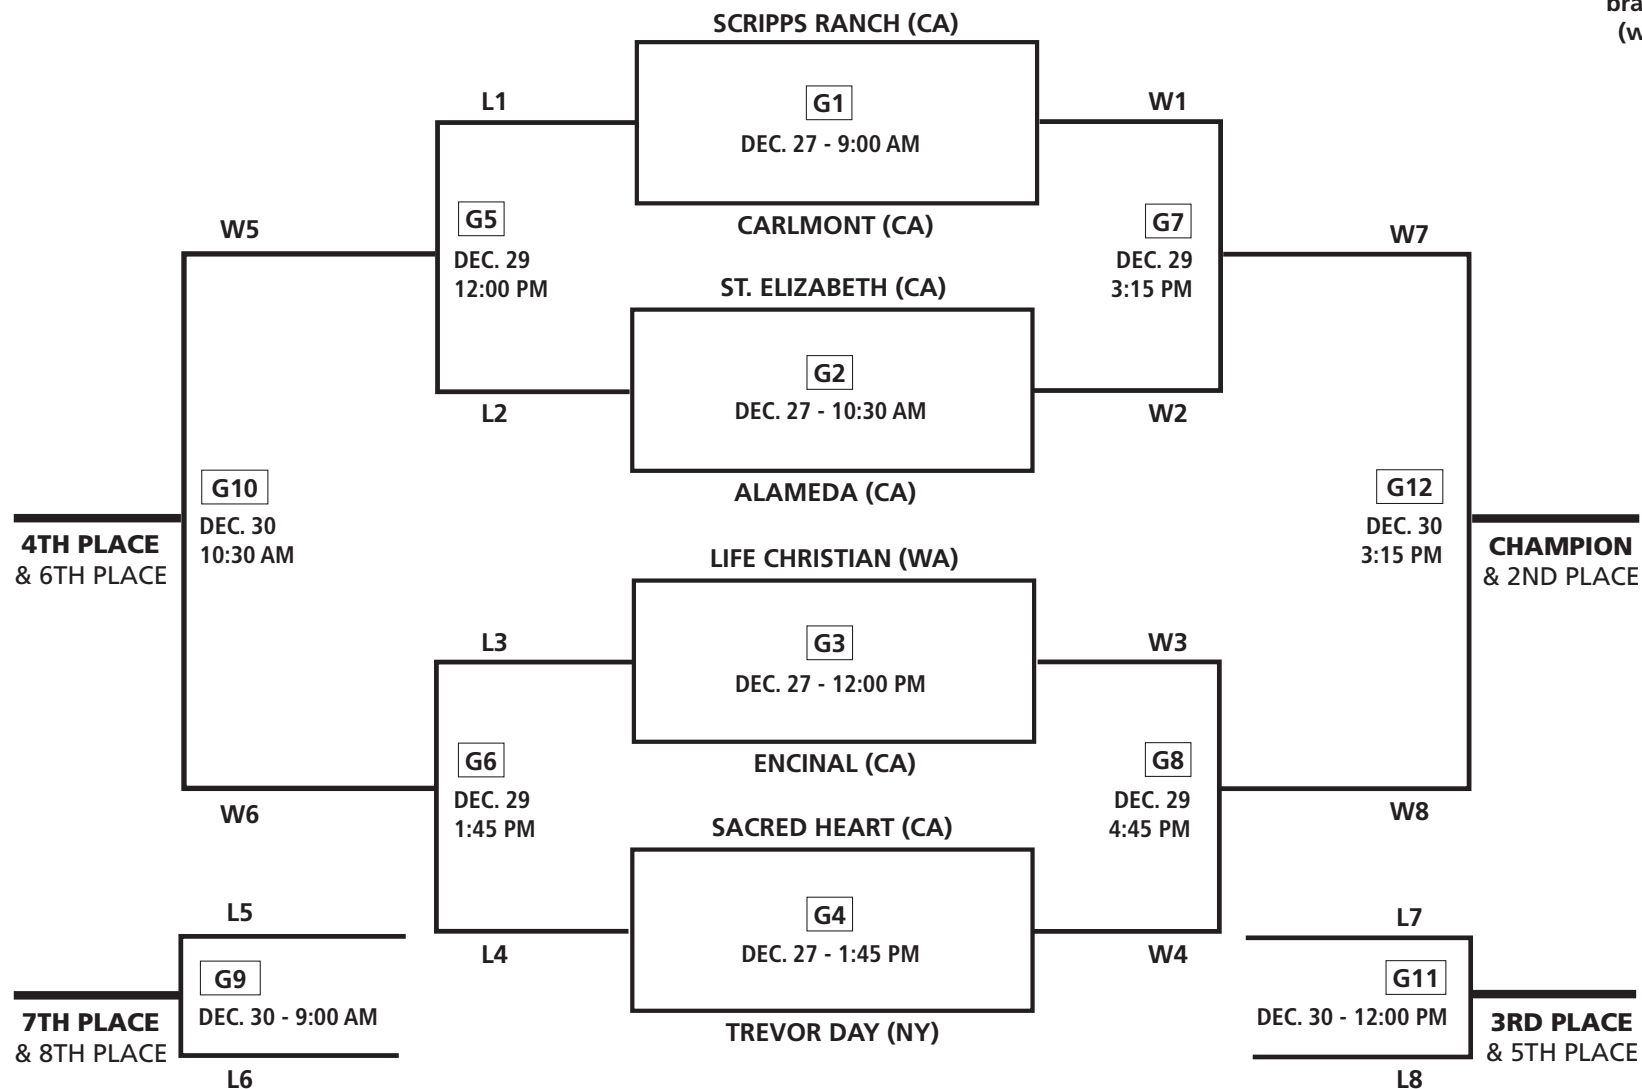 bra
(w
SCRIPPS RANCH (CA)
L1
G1
W1
DEC. 27 - 9:00 AM
G5
G7
W5
CARLMONT (CA)
W7
DEC. 29
12:00 PM
DEC. 29
3:15 PM
ST. ELIZABETH (CA)
G2
DEC. 27 - 10:30 AM
L2
W2
G10
DEC. 30
10:30 AM
ALAMEDA (CA)
G12
DEC. 30
3:15 PM
4TH PLACE
& 6TH PLACE
CHAMPION
& 2ND PLACE
LIFE CHRISTIAN (WA)
L3
G3
W3
DEC. 27 - 12:00 PM
G6
DEC. 29
1:45 PM
ENCINAL (CA)
G8
DEC. 29
4:45 PM
W6
SACRED HEART (CA)
W8
L5
G4
L7
DEC. 27 - 1:45 PM
L4
W4
G9
DEC. 30 - 9:00 AM
G11
DEC. 30 - 12:00 PM
7TH PLACE
& 8TH PLACE
TREVOR DAY (NY)
3RD PLACE
& 5TH PLACE
L6
L8